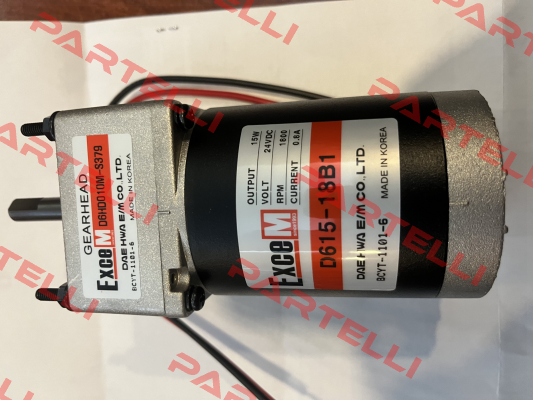 GEARHEAD
ExceM
D6HD010M-S379
DAE HWA E/M CO., LTD.
BCYT-1101-6
MADE IN KOREA
ExceM
OUTPUT 15W
VOLT 24VDC
RPM 1800
CURRENT 0.8A
D615-18B1
DAE HWA E/M CO., LTD.
BCYT-1101-6
MADE IN KOREA
PARTELLI
PARTELLI
PARTELLI
PARTELLI
PARTELLI
PARTELLI